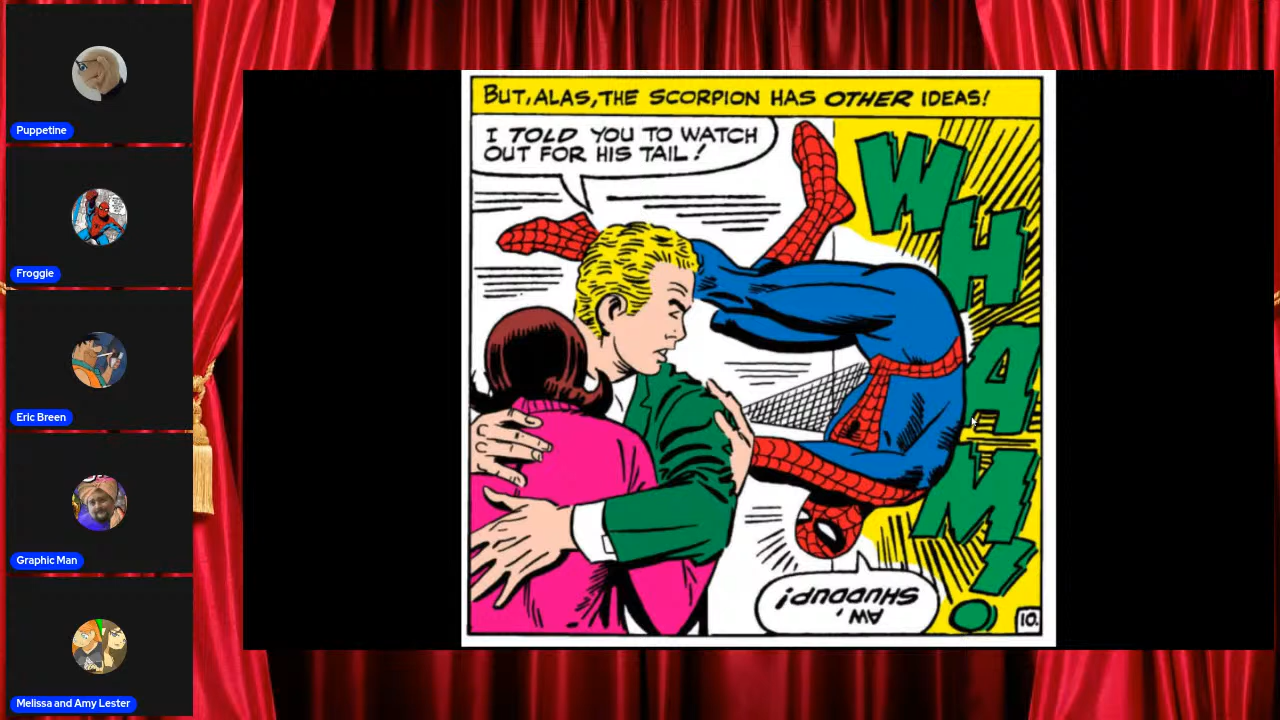 Puppetine
Froggie
Eric Breen
Graphic Man
Melissa and Amy Lester
BUT, ALAS, THE SCORPION HAS OTHER IDEAS!
I TOLD YOU TO WATCH
OUT FOR HIS TAIL!
WHAM!
AW,
SHUDDUP!
10.